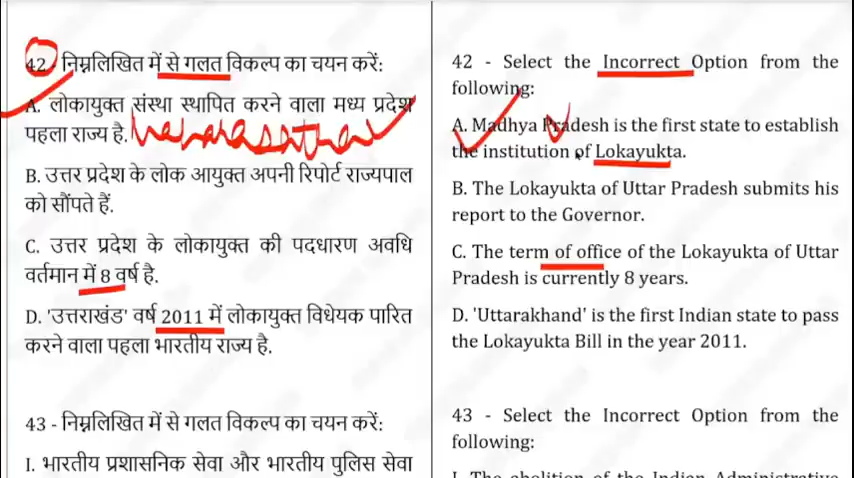 42 - निम्नलिखित में से गलत विकल्प का चयन करें:
A. लोकायुक्त संस्था स्थापित करने वाला मध्य प्रदेश
पहला राज्य है.
B. उत्तर प्रदेश के लोक आयुक्त अपनी रिपोर्ट राज्यपाल
को सौंपते हैं.
C. उत्तर प्रदेश के लोकायुक्त की पदधारण अवधि
वर्तमान में 8 वर्ष है.
D. 'उत्तराखंड' वर्ष 2011 में लोकायुक्त विधेयक पारित
करने वाला पहला भारतीय राज्य है.
43 - निम्नलिखित में से गलत विकल्प का चयन करें:
I. भारतीय प्रशासनिक सेवा और भारतीय पुलिस सेवा
42 - Select the Incorrect Option from the
following:
A. Madhya Pradesh is the first state to establish
the institution of Lokayukta.
B. The Lokayukta of Uttar Pradesh submits his
report to the Governor.
C. The term of office of the Lokayukta of Uttar
Pradesh is currently 8 years.
D. 'Uttarakhand' is the first Indian state to pass
the Lokayukta Bill in the year 2011.
43 - Select the Incorrect Option from the
following:
I. The abolition of the Indian Administrative